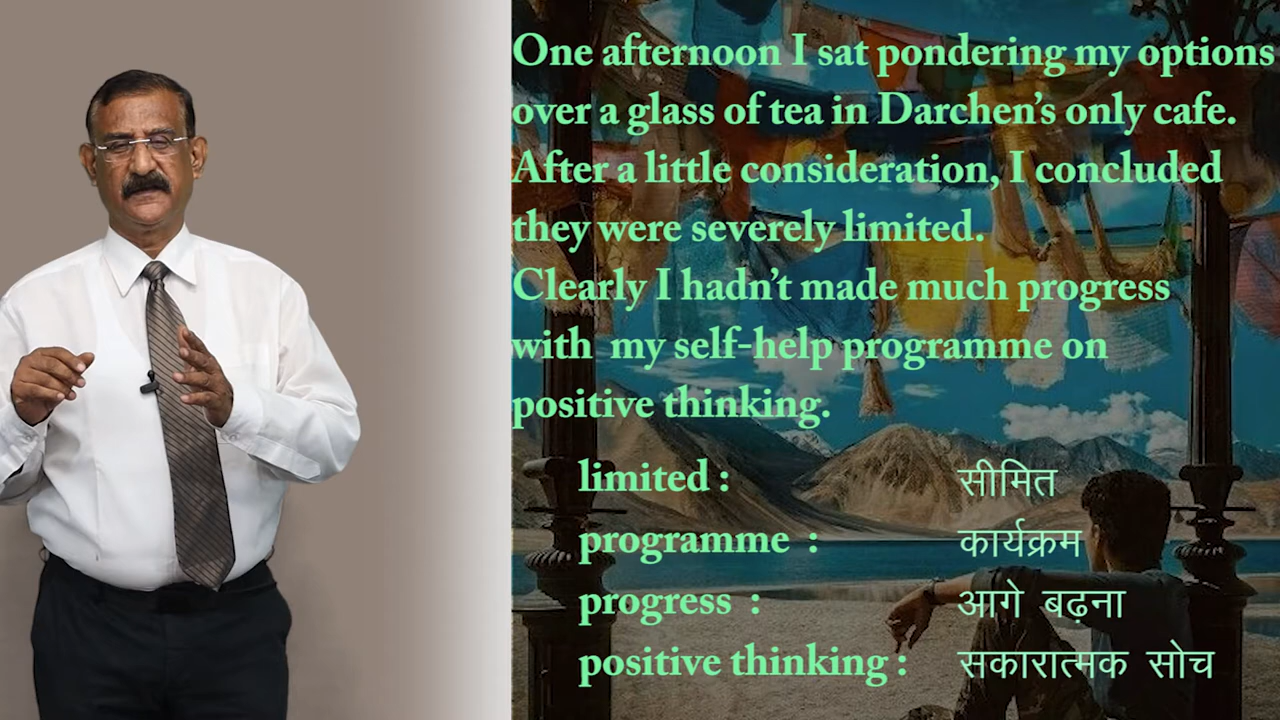 One afternoon I sat pondering my options
over a glass of tea in Darchen’s only cafe.
After a little consideration, I concluded
they were severely limited.
Clearly I hadn’t made much progress
with my self-help programme on
positive thinking.
limited : सीमित
programme : कार्यक्रम
progress : आगे बढ़ना
positive thinking : सकारात्मक सोच